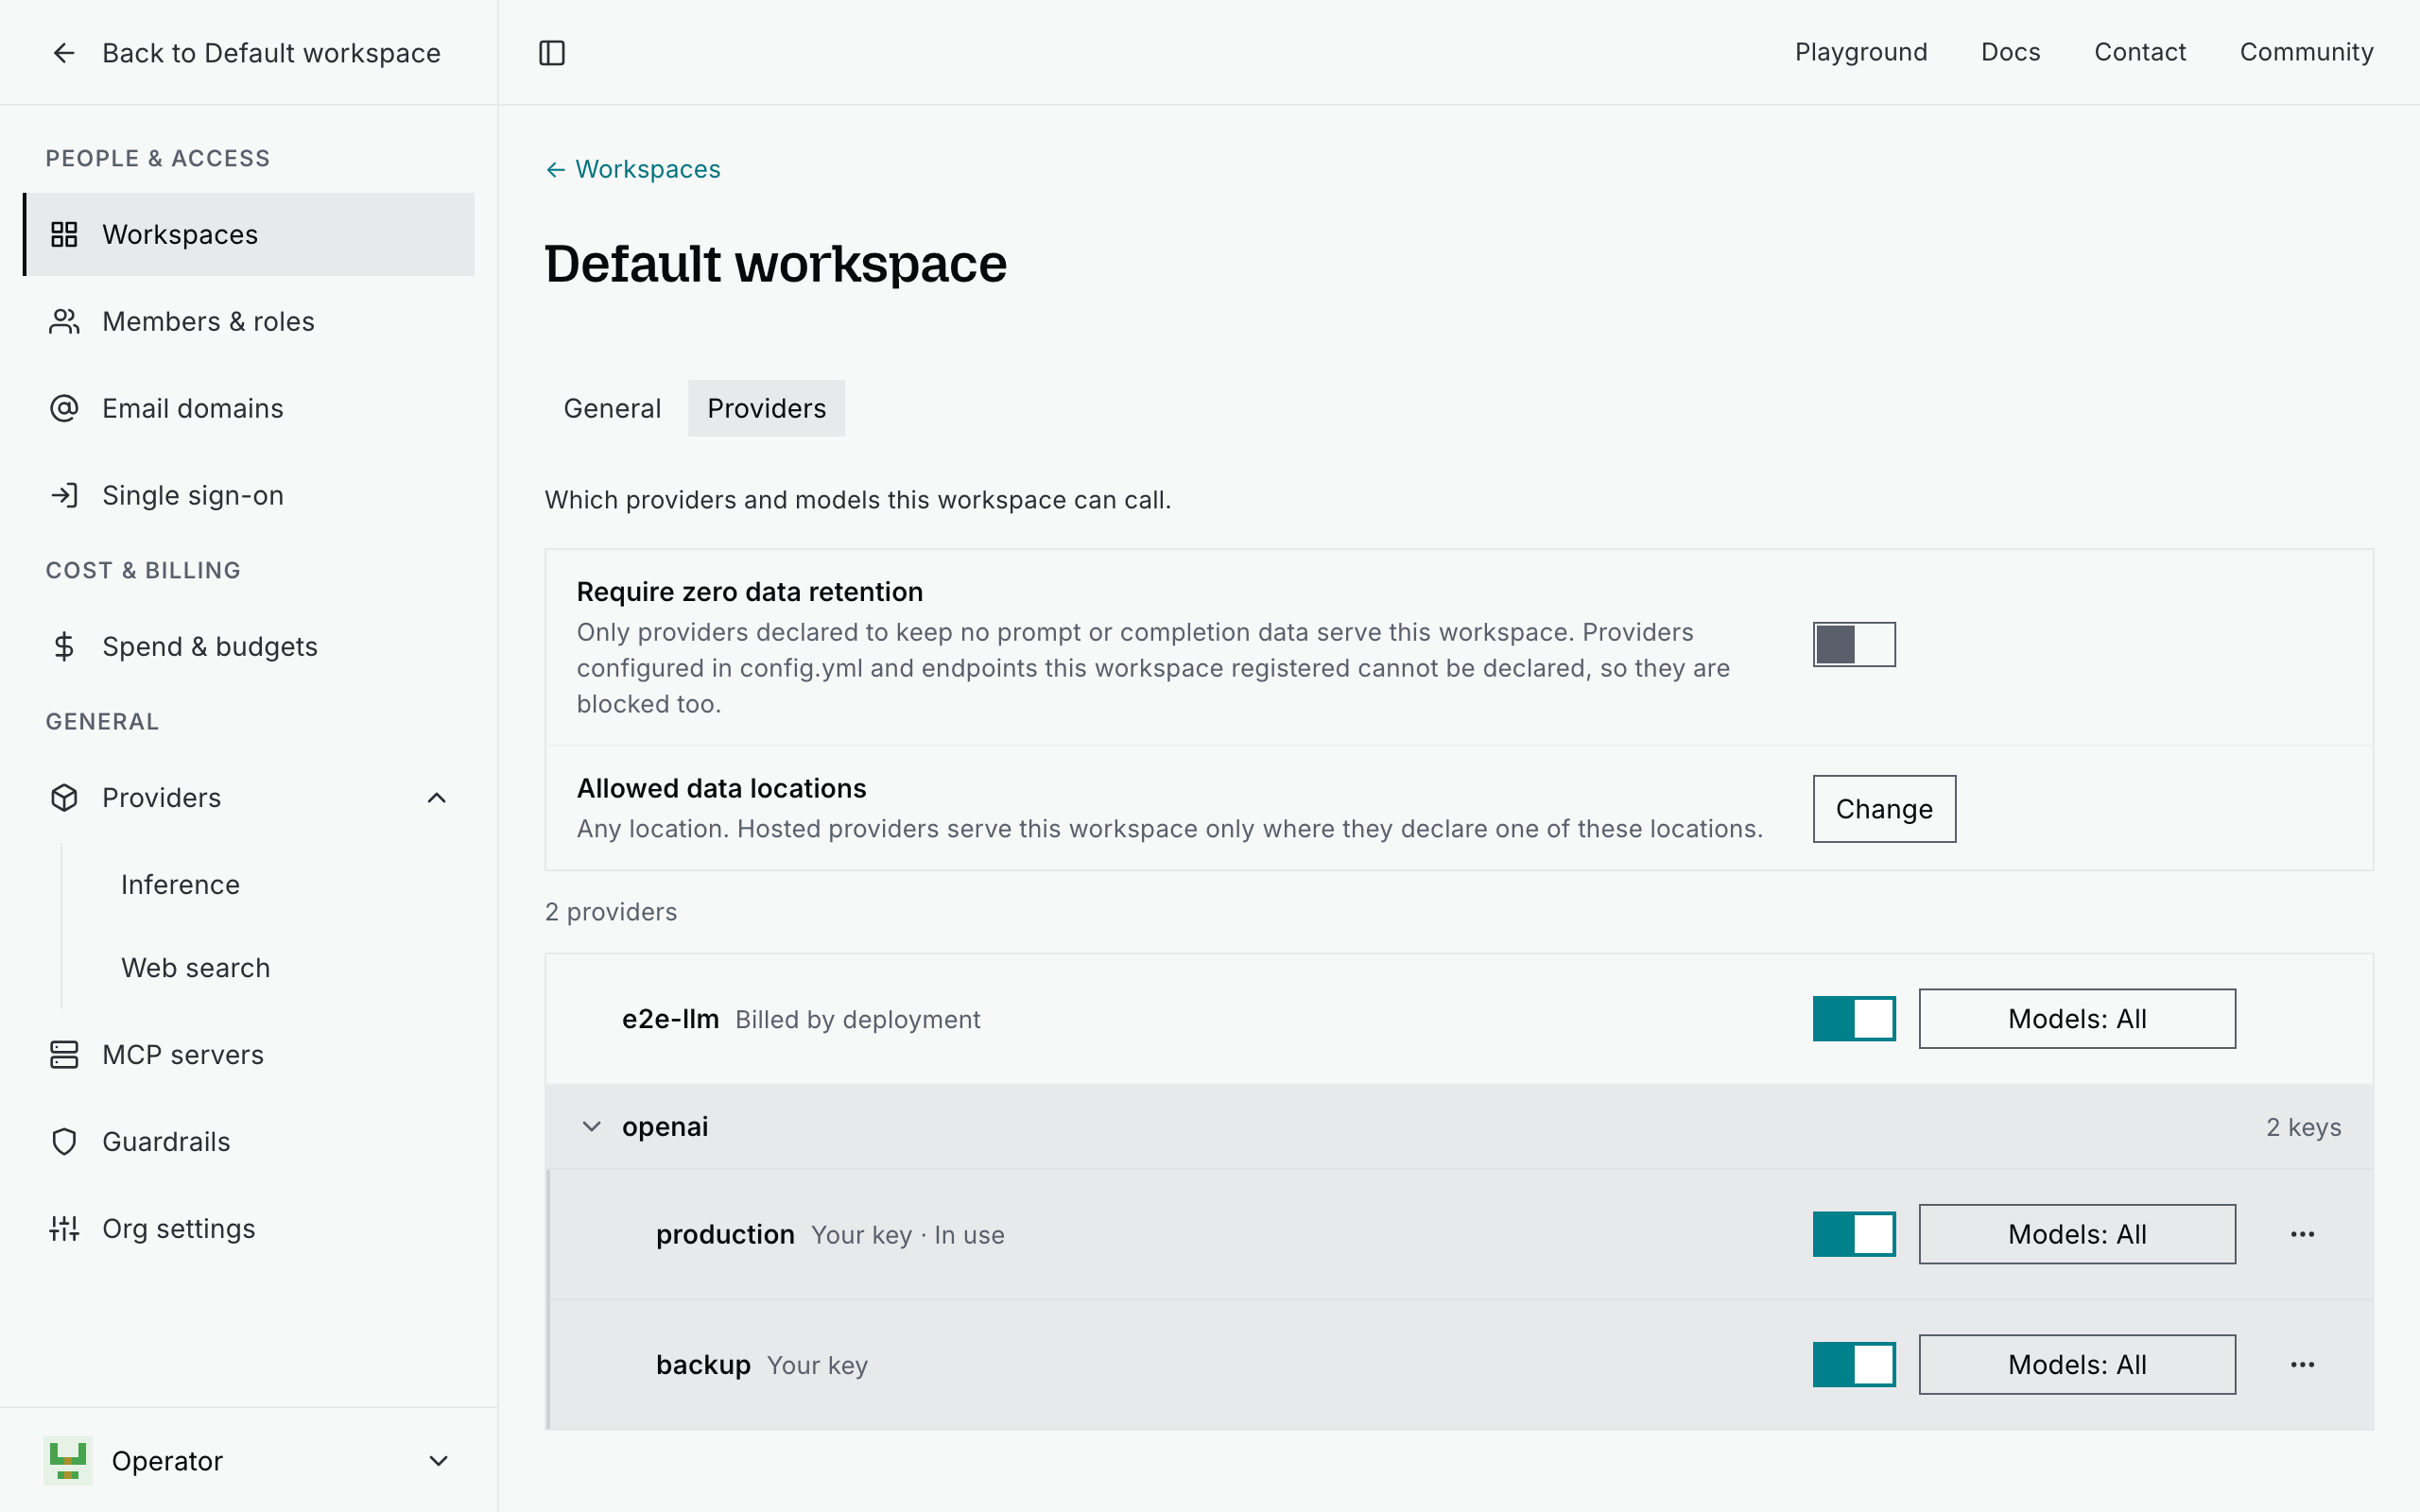 Back to Default workspace
Playground
Docs
Contact
Community
PEOPLE & ACCESS
Workspaces
Members & roles
Email domains
Single sign-on
COST & BILLING
Spend & budgets
GENERAL
Providers
Inference
Web search
MCP servers
Guardrails
Org settings
Operator
← Workspaces
Default workspace
General
Providers
Which providers and models this workspace can call.
Require zero data retention
Only providers declared to keep no prompt or completion data serve this workspace. Providers
configured in config.yml and endpoints this workspace registered cannot be declared, so they are
blocked too.
Allowed data locations
Any location. Hosted providers serve this workspace only where they declare one of these locations.
Change
2 providers
e2e-llm Billed by deployment
Models: All
openai
2 keys
production Your key · In use
Models: All
backup Your key
Models: All